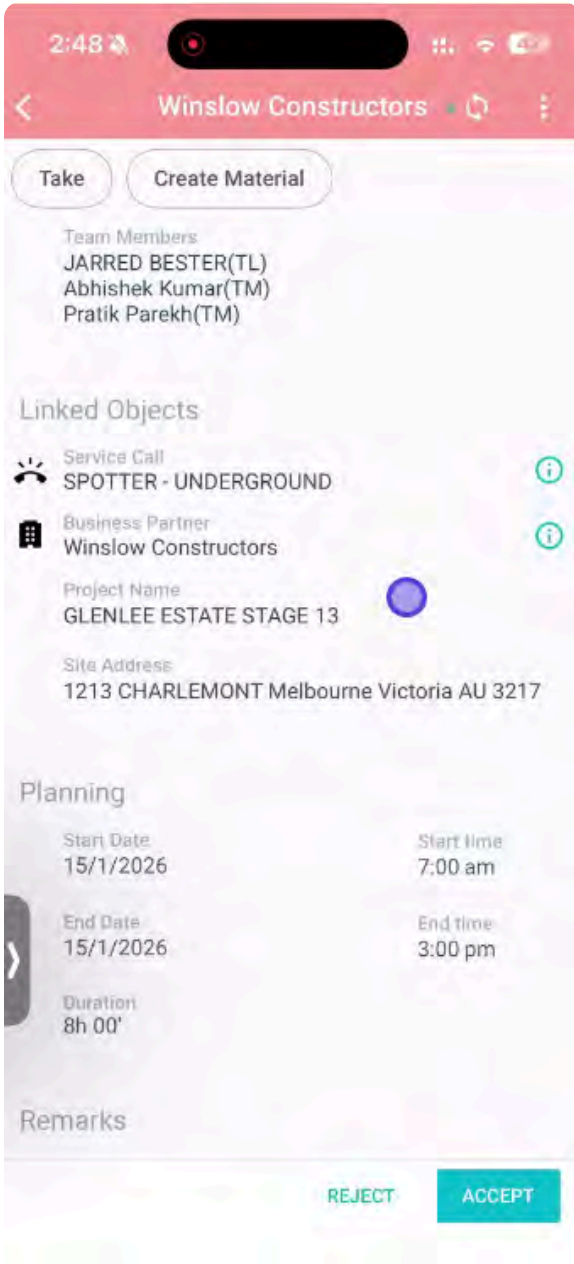 2:48
Winslow Constructors
Take
Create Material
Team Members
JARRED BESTER(TL)
Abhishek Kumar(TM)
Pratik Parekh(TM)
Linked Objects
Service Call
SPOTTER - UNDERGROUND
Business Partner
Winslow Constructors
Project Name
GLENLEE ESTATE STAGE 13
Site Address
1213 CHARLEMONT Melbourne Victoria AU 3217
Planning
Start Date Start time
15/1/2026 7:00 am
End Date End time
15/1/2026 3:00 pm
Duration
8h 00'
Remarks
REJECT ACCEPT